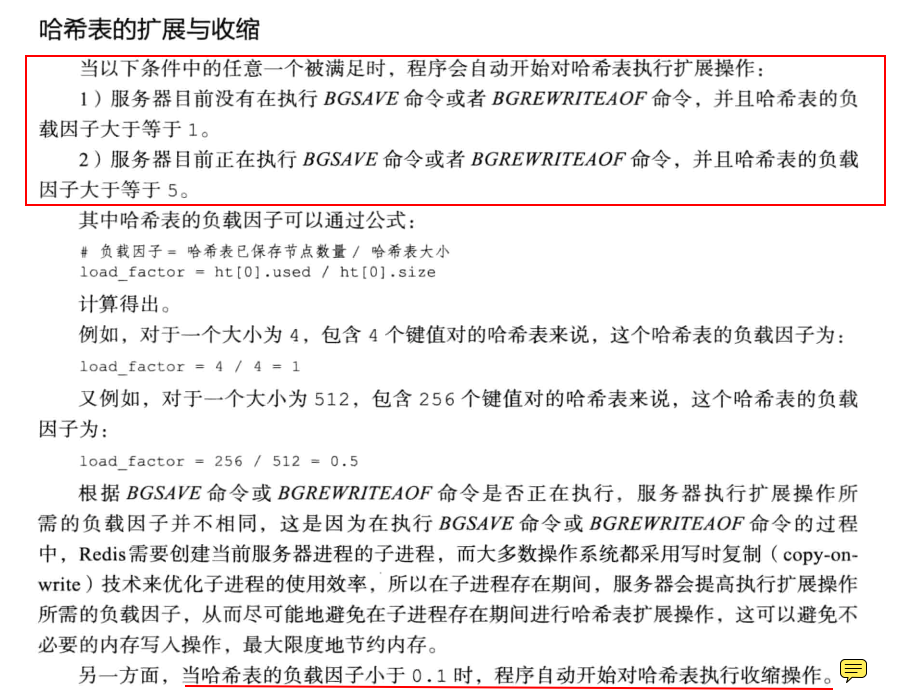 哈希表的扩展与收缩
当以下条件中的任意一个被满足时，程序会自动开始对哈希表执行扩展操作：
1）服务器目前没有在执行 BGSAVE 命令或者 BGREWRITEAOF 命令，并且哈希表的负
载因子大于等于 1。
2）服务器目前正在执行 BGSAVE 命令或者 BGREWRITEAOF 命令，并且哈希表的负载
因子大于等于 5。
其中哈希表的负载因子可以通过公式：
# 负载因子 = 哈希表已保存节点数量 / 哈希表大小
load_factor = ht[0].used / ht[0].size
计算得出。
例如，对于一个大小为 4，包含 4 个键值对的哈希表来说，这个哈希表的负载因子为：
load_factor = 4 / 4 = 1
又例如，对于一个大小为 512，包含 256 个键值对的哈希表来说，这个哈希表的负载
因子为：
load_factor = 256 / 512 = 0.5
根据 BGSAVE 命令或 BGREWRITEAOF 命令是否正在执行，服务器执行扩展操作所
需的负载因子并不相同，这是因为在执行 BGSAVE 命令或 BGREWRITEAOF 命令的过程
中，Redis 需要创建当前服务器进程的子进程，而大多数操作系统都采用写时复制（copy-on-
write）技术来优化子进程的使用效率，所以在子进程存在期间，服务器会提高执行扩展操作
所需的负载因子，从而尽可能地避免在子进程存在期间进行哈希表扩展操作，这可以避免不
必要的内存写入操作，最大限度地节约内存。
另一方面，当哈希表的负载因子小于 0.1 时，程序自动开始对哈希表执行收缩操作。